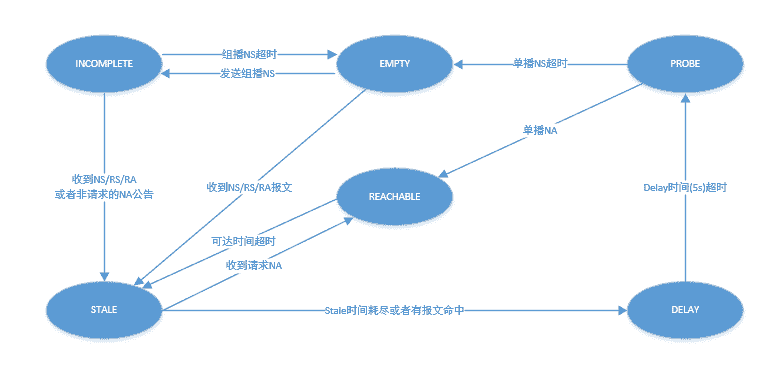 组播NS超时
INCOMPLETE
EMPTY
单播NS超时
PROBE
发送组播NS
单播NA
收到NS/RS/RA
或者非请求的NA公告
收到NS/RS/RA报文
Delay时间(5s)超时
REACHABLE
可达时间超时
收到请求NA
STALE
Stale时间耗尽或者有报文命中
DELAY